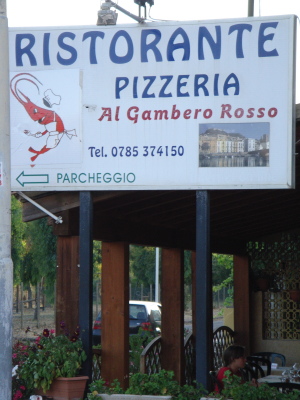 RISTORANTE
PIZZERIA
Al Gambero Rosso
Tel. 0785 374150
PARCHEGGIO